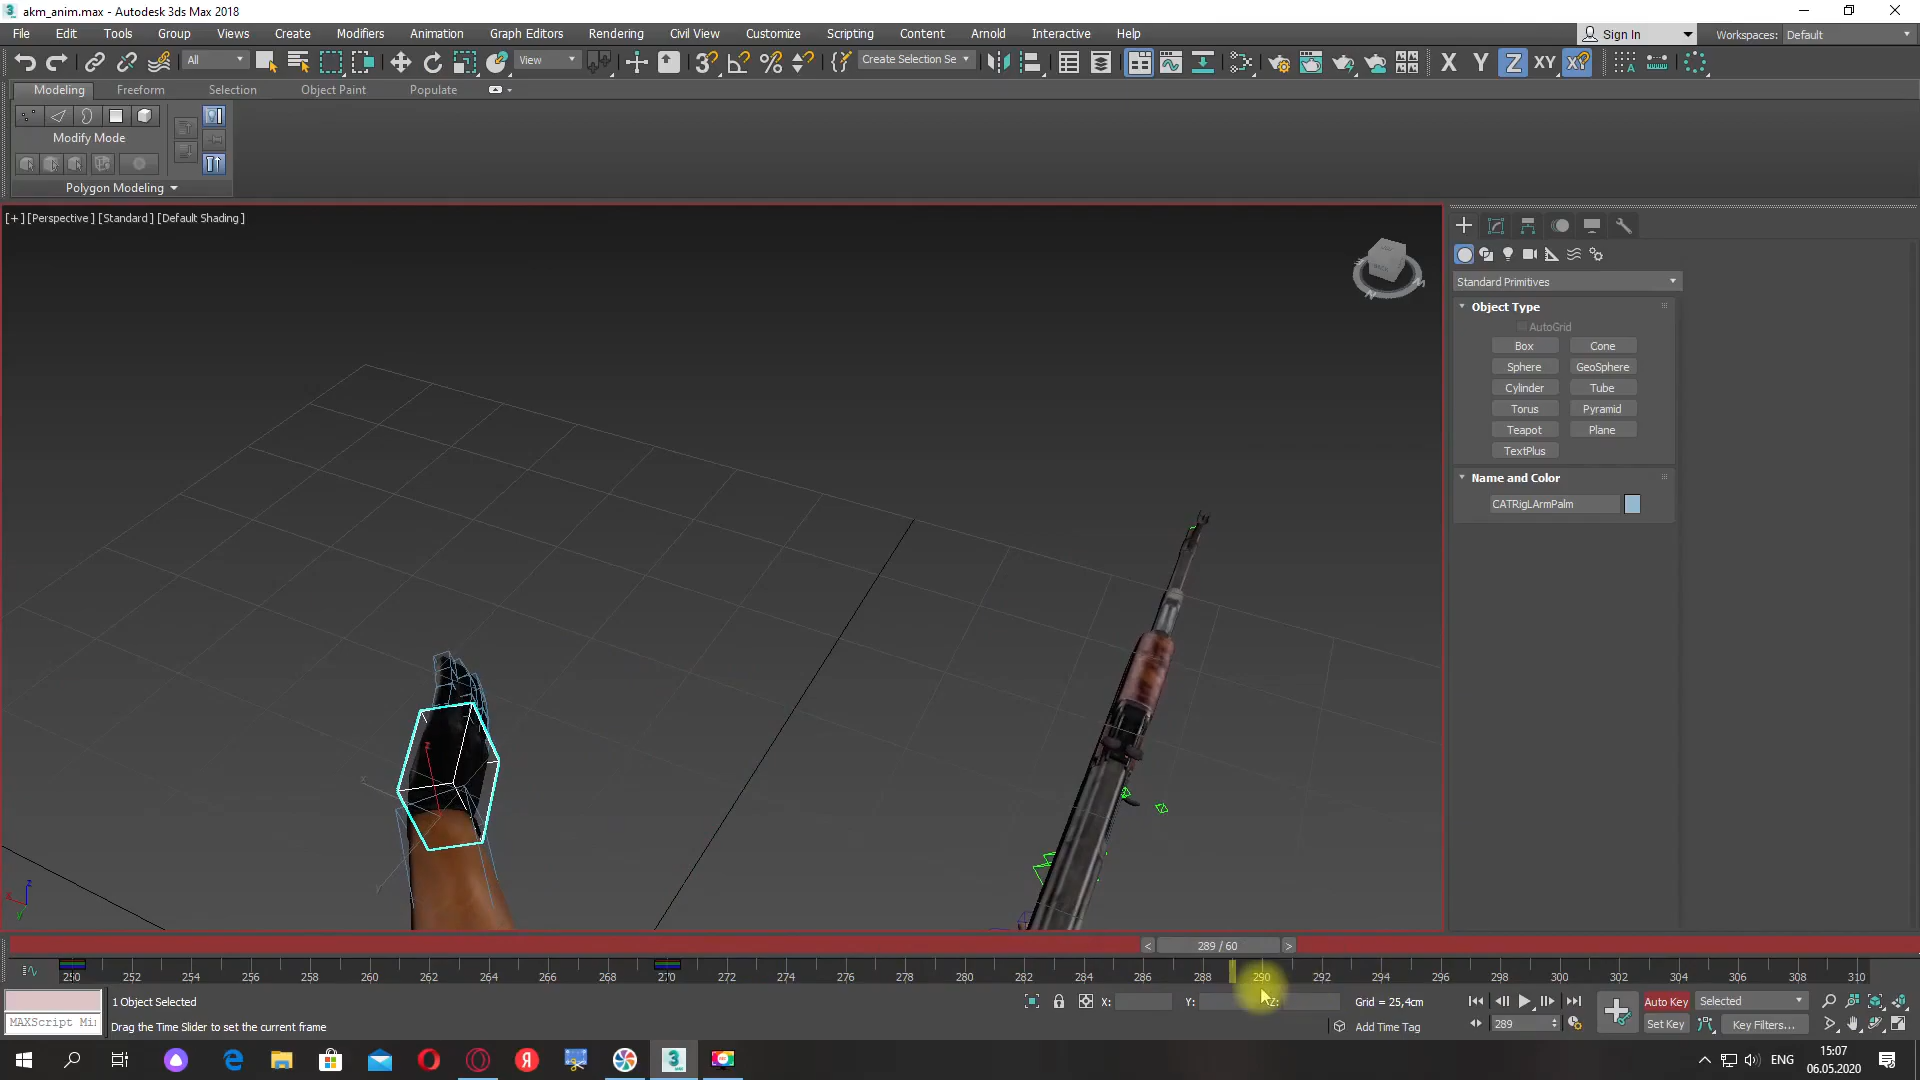 akm_anim.max - Autodesk 3ds Max 2018
File Edit Tools Group Views Create Modifiers Animation Graph Editors Rendering Civil View Customize Scripting Content Arnold Interactive Help
Sign In Workspaces: Default
All View Create Selection Se X Y Z XY XY
Modeling Freeform Selection Object Paint Populate
Modify Mode
Polygon Modeling
[+] [Perspective] [Standard] [Default Shading]
Standard Primitives
Object Type
AutoGrid
Box Cone
Sphere GeoSphere
Cylinder Tube
Torus Pyramid
Teapot Plane
TextPlus
Name and Color
CATRigLArmPalm
< 289 / 60 >
250 252 254 256 258 260 262 264 266 268 270 272 274 276 278 280 282 284 286 288 290 292 294 296 298 300 302 304 306 308 310
1 Object Selected X: Y: Z: Grid = 25,4cm Auto Key Selected
MAXScript Mi Drag the Time Slider to set the current frame Add Time Tag 289 Set Key Key Filters...
ENG 15:07
06.05.2020